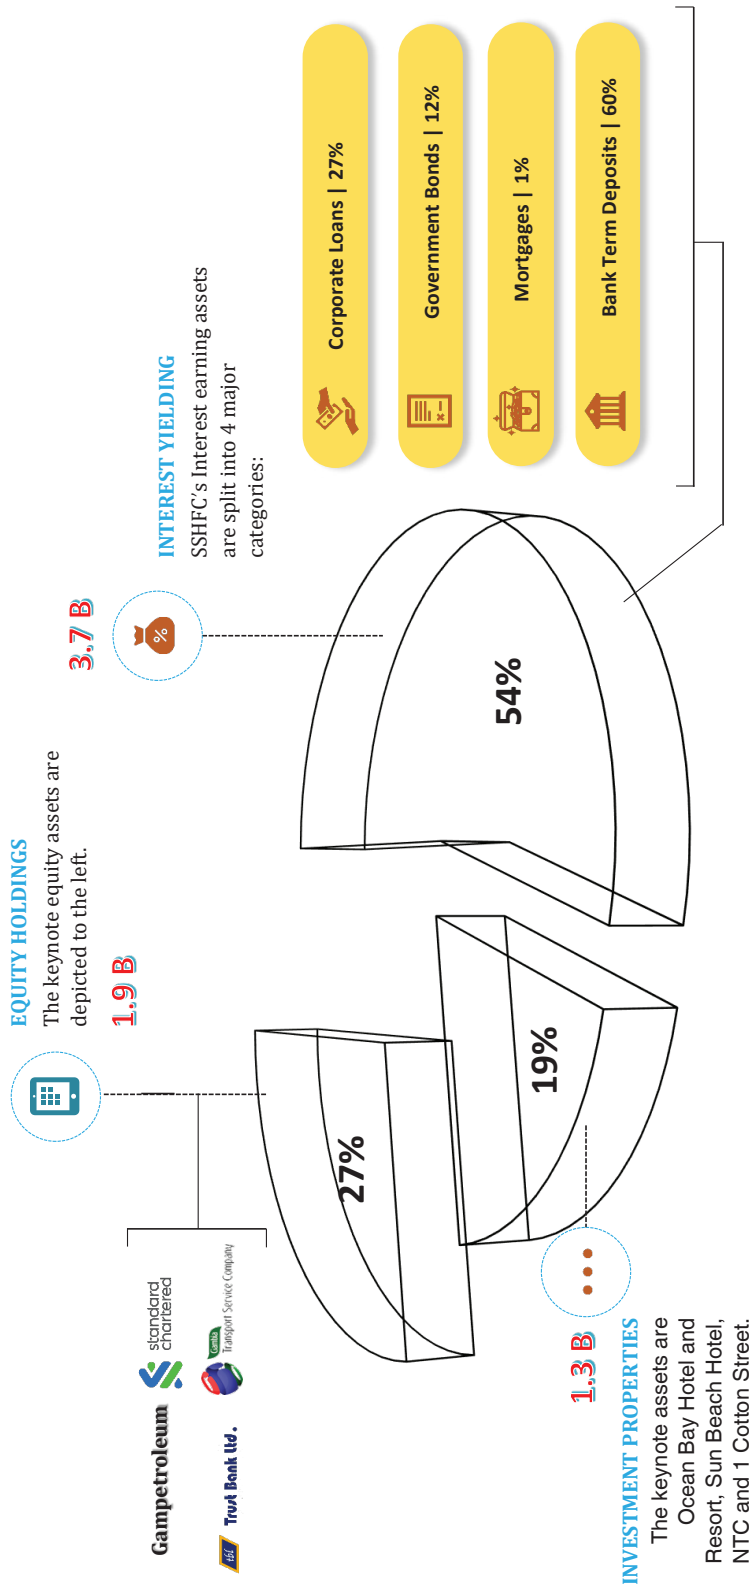 EQUITY HOLDINGS
The keynote equity assets are
depicted to the left.
1.9 B
3.7 B
INTEREST YIELDING
SSHFC's Interest earning assets
are split into 4 major
categories:
Gampetroleum
standard
chartered
Trust Bank Ltd.
tbl
Gambia
Transport Service Company
27%
19%
54%
%
Corporate Loans | 27%
Government Bonds | 12%
Mortgages | 1%
Bank Term Deposits | 60%
1.3 B
INVESTMENT PROPERTIES
The keynote assets are
Ocean Bay Hotel and
Resort, Sun Beach Hotel,
NTC and 1 Cotton Street.